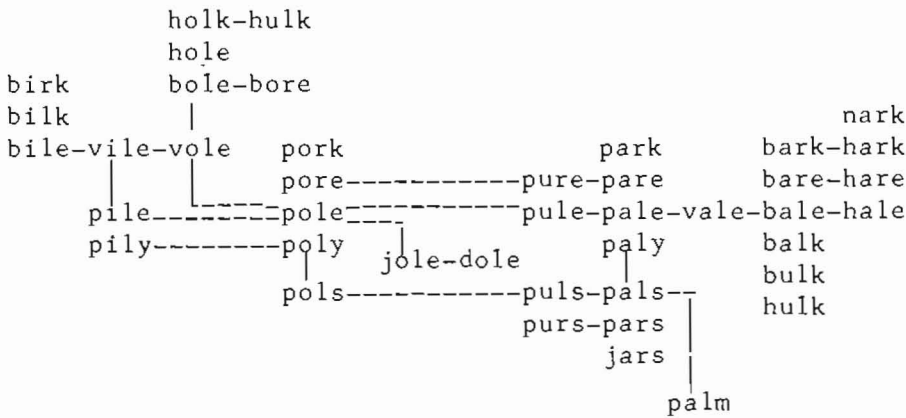 holk-hulk
hole
birk bole-bore
bilk nark
bile-vile-vole pork park bark-hark
pore pure-pare bare-hare
pile pole pule-pale-vale-bale-hale
pily poly paly balk
jole-dole bulk
pols puls-pals hulk
purs-pars
jars
palm